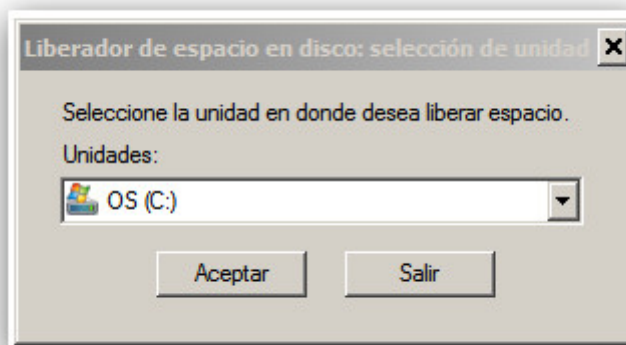 Liberador de espacio en disco: selección de unidad
Seleccione la unidad en donde desea liberar espacio.
Unidades:
OS (C:)
Aceptar
Salir